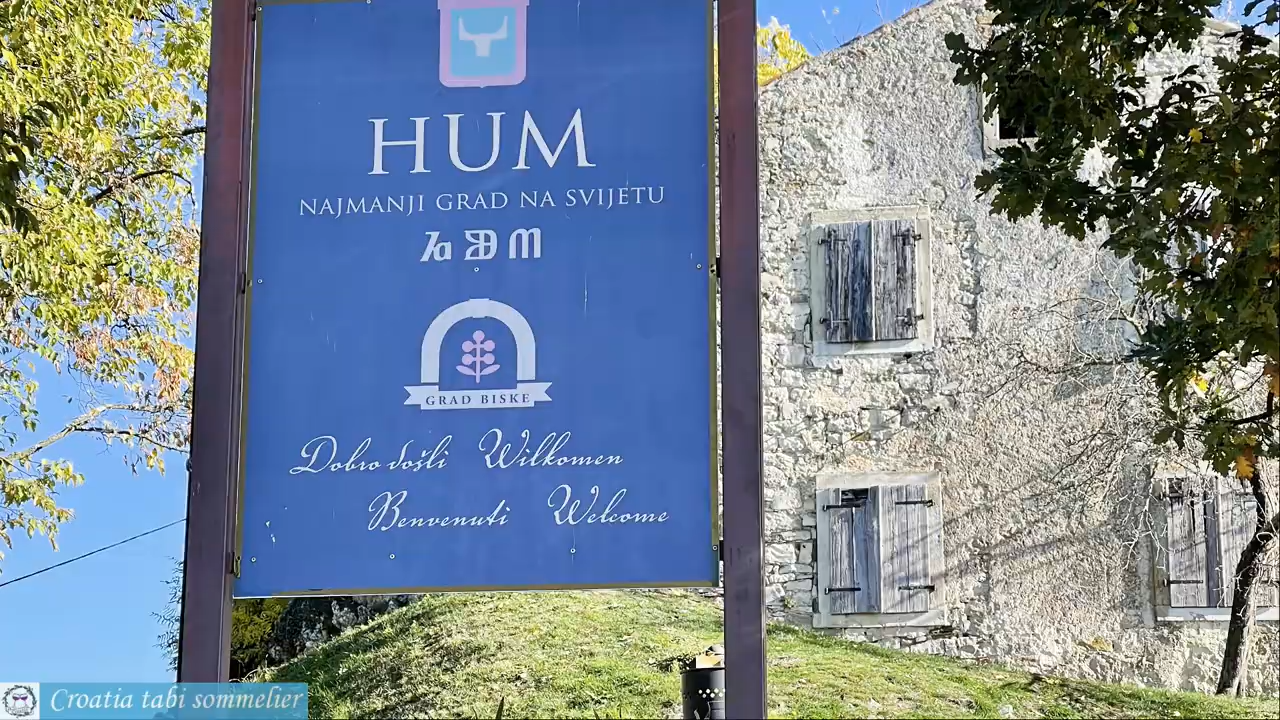 HUM
NAJMANJI GRAD NA SVIJETU
GRAD BISKE
Dobro došli Wilkomen
Benvenuti Welcome
Croatia tabi sommelier